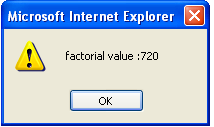 Microsoft Internet Explorer
factorial value :720
OK